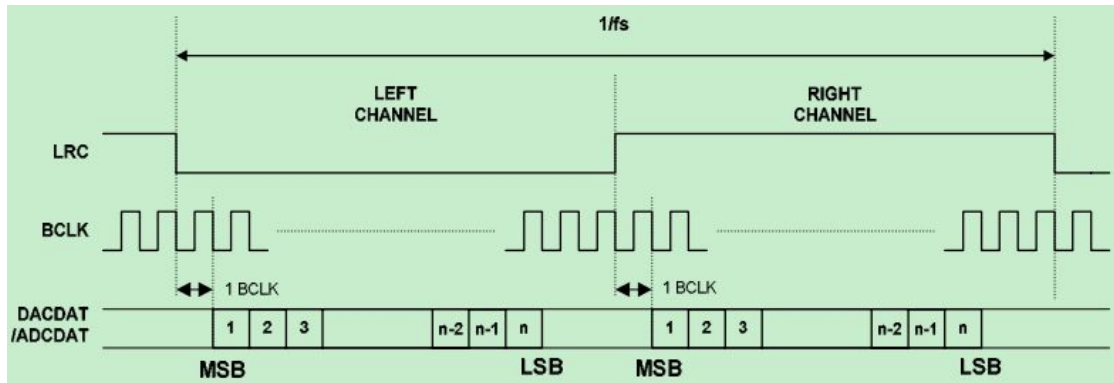 1/fs
LEFT
CHANNEL
RIGHT
CHANNEL
LRC
BCLK
1 BCLK
1 BCLK
DACDAT
/ADCDAT
1 2 3 n-2 n-1 n 1 2 3 n-2 n-1 n
MSB LSB MSB LSB